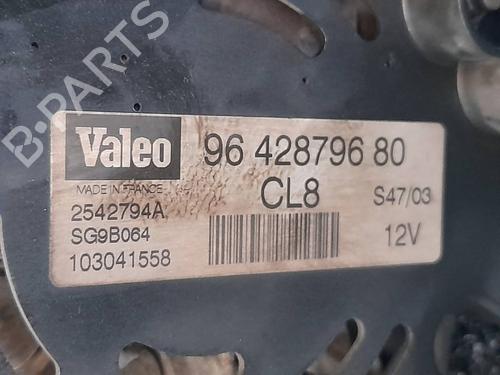 B-PARTS
Valeo
96 428796 80
MADE IN FRANCE
CL8
S47/03
2542794A
SG9B064
12V
103041558